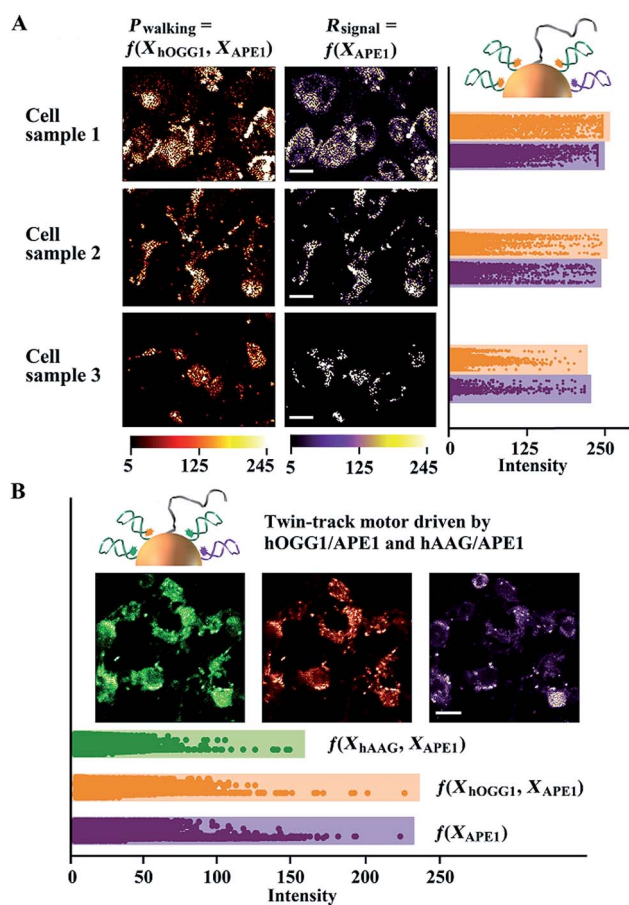 A
P walking = R signal =
f(X hOGG1, X APE1) f(X APE1)
Cell
sample 1
Cell
sample 2
Cell
sample 3
5 125 245 5 125 245
0 125 250
Intensity
B
Twin-track motor driven by
hOGG1/APE1 and hAAG/APE1
f(X hAAG, X APE1)
f(X hOGG1, X APE1)
f(X APE1)
0 50 100 150 200 250
Intensity